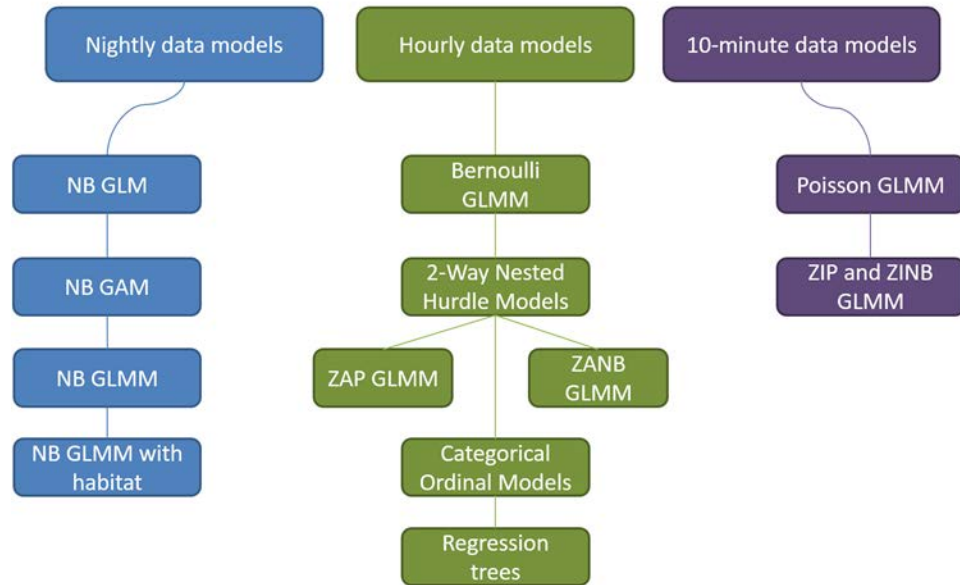 Nightly data models
Hourly data models
10-minute data models
NB GLM
Bernoulli
GLMM
Poisson GLMM
NB GAM
2-Way Nested
Hurdle Models
ZIP and ZINB
GLMM
NB GLMM
ZAP GLMM
ZANB
GLMM
NB GLMM with
habitat
Categorical
Ordinal Models
Regression
trees